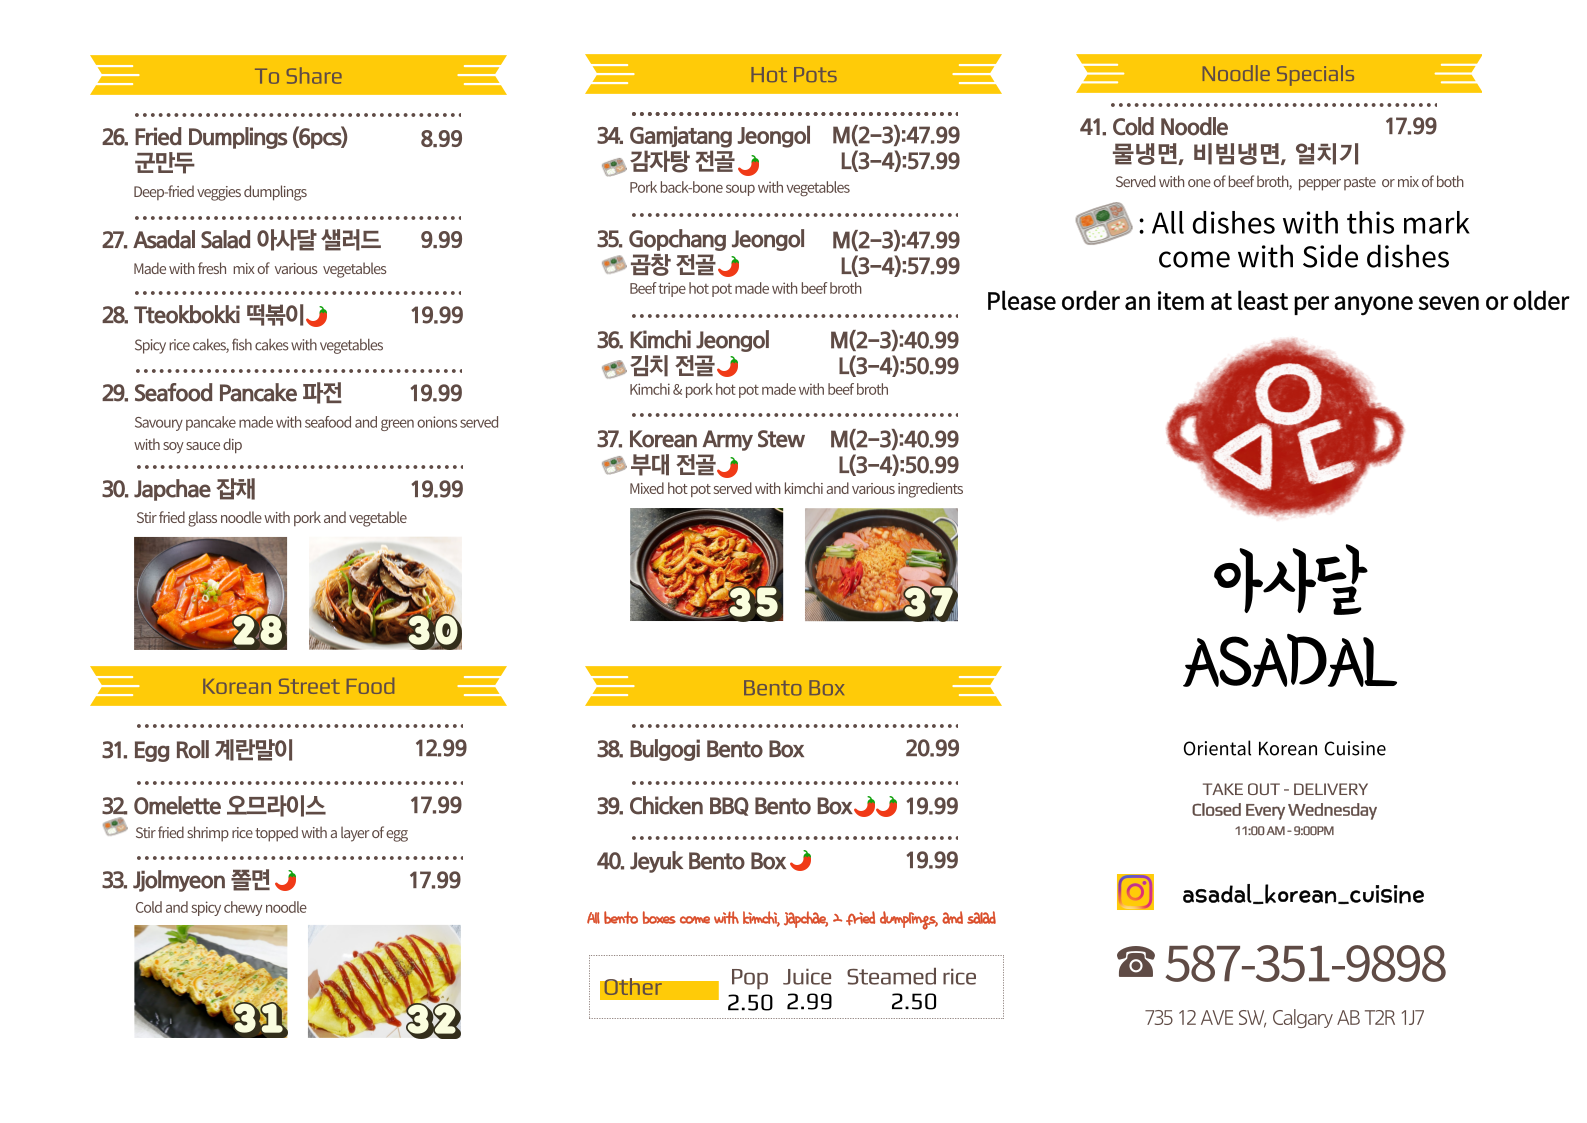 To Share
26. Fried Dumplings (6pcs) 8.99
군만두
Deep-fried veggies dumplings
27. Asadal Salad 아사달 샐러드 9.99
Made with fresh mix of various vegetables
28. Tteokbokki 떡볶이 19.99
Spicy rice cakes, fish cakes with vegetables
29. Seafood Pancake 파전 19.99
Savoury pancake made with seafood and green onions served
with soy sauce dip
30. Japchae 잡채 19.99
Stir fried glass noodle with pork and vegetable
28
30
Korean Street Food
31. Egg Roll 계란말이 12.99
32. Omelette 오므라이스 17.99
Stir fried shrimp rice topped with a layer of egg
33. Jjolmyeon 쫄면 17.99
Cold and spicy chewy noodle
31
32
Hot Pots
34. Gamjatang Jeongol M(2-3):47.99
감자탕 전골 L(3-4):57.99
Pork back-bone soup with vegetables
35. Gopchang Jeongol M(2-3):47.99
곱창 전골 L(3-4):57.99
Beef tripe hot pot made with beef broth
36. Kimchi Jeongol M(2-3):40.99
김치 전골 L(3-4):50.99
Kimchi & pork hot pot made with beef broth
37. Korean Army Stew M(2-3):40.99
부대 전골 L(3-4):50.99
Mixed hot pot served with kimchi and various ingredients
35
37
Bento Box
38. Bulgogi Bento Box 20.99
39. Chicken BBQ Bento Box 19.99
40. Jeyuk Bento Box 19.99
All bento boxes come with kimchi, japchae, 2 fried dumplings, and salad
Other
Pop Juice Steamed rice
2.50 2.99 2.50
Noodle Specials
41. Cold Noodle 17.99
물냉면, 비빔냉면, 얼치기
Served with one of beef broth, pepper paste or mix of both
: All dishes with this mark
come with Side dishes
Please order an item at least per anyone seven or older
아사달
ASADAL
Oriental Korean Cuisine
TAKE OUT - DELIVERY
Closed Every Wednesday
11:00 AM - 9:00PM
asadal_korean_cuisine
587-351-9898
735 12 AVE SW, Calgary AB T2R 1J7